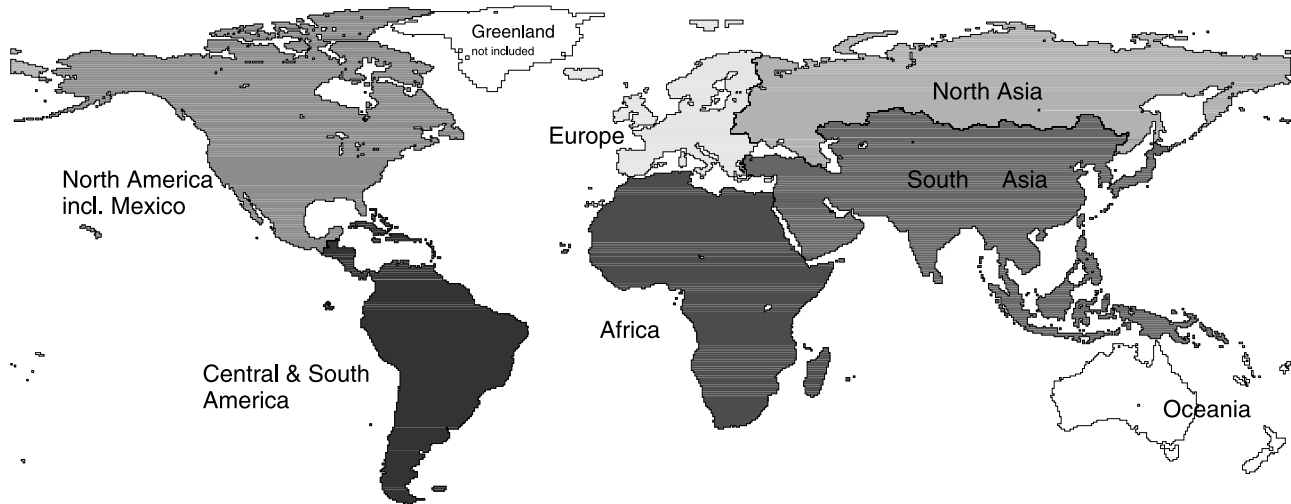 Greenland
not included
North Asia
Europe
North America
incl. Mexico
South Asia
Africa
Central & South
America
Oceania